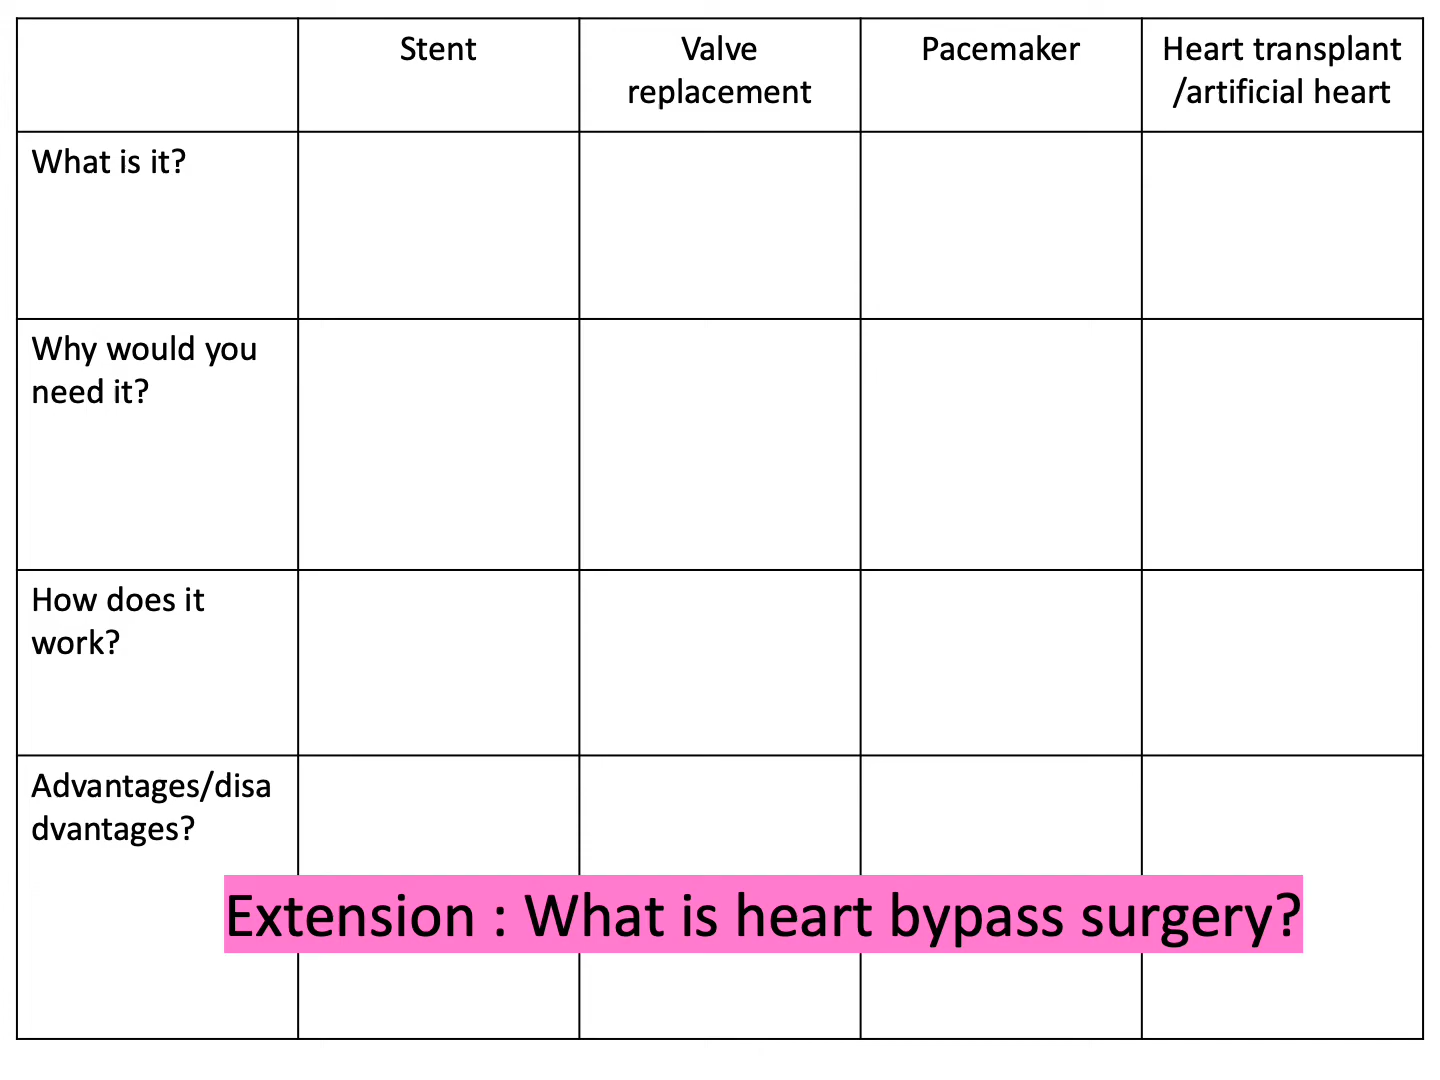 Stent
Valve
replacement
Pacemaker
Heart transplant
/artificial heart
What is it?
Why would you
need it?
How does it
work?
Advantages/disa
dvantages?
Extension : What is heart bypass surgery?